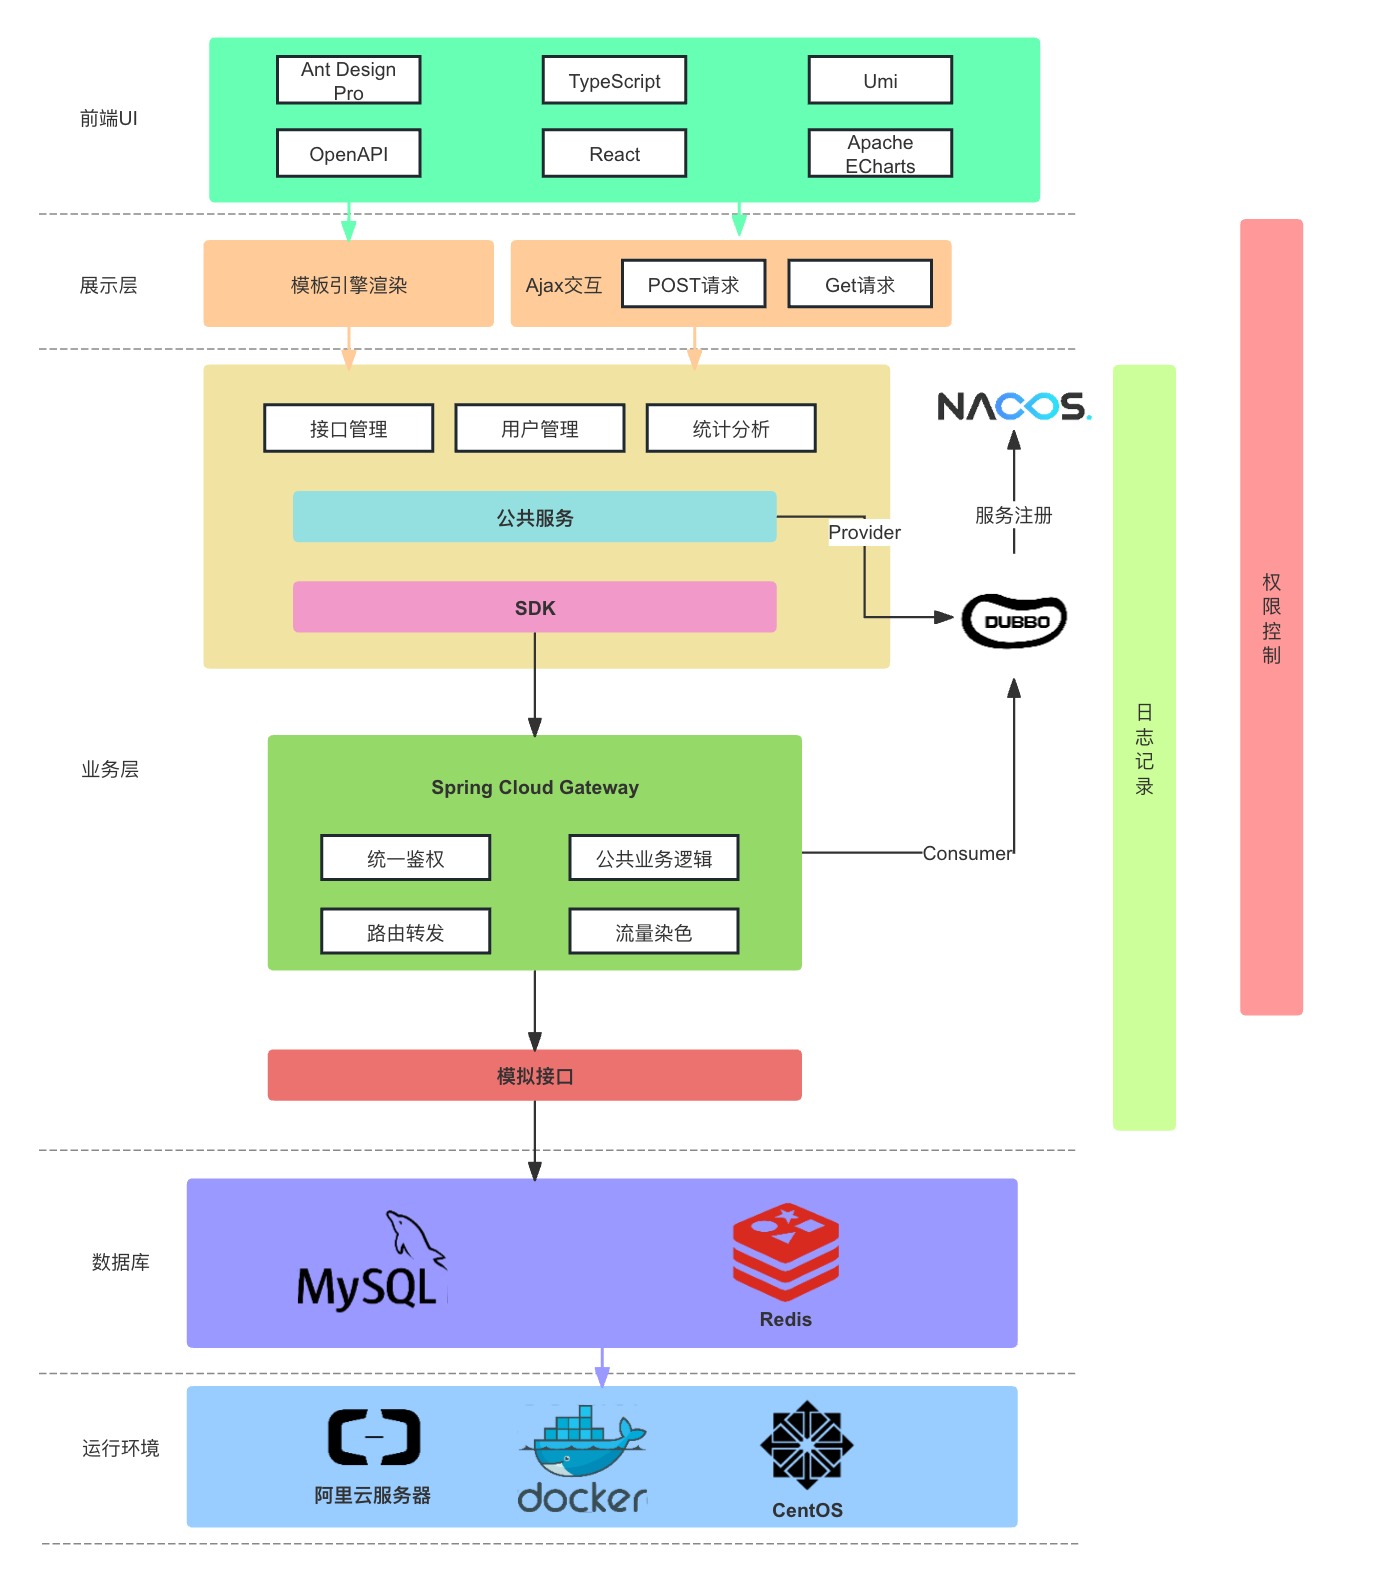 前端UI
Ant Design
Pro
TypeScript
Umi
OpenAPI
React
Apache
ECharts
展示层
模板引擎渲染
Ajax交互
POST请求
Get请求
业务层
接口管理
用户管理
统计分析
公共服务
SDK
Provider
NACOS.
服务注册
DUBBO
Spring Cloud Gateway
统一鉴权
公共业务逻辑
路由转发
流量染色
Consumer
模拟接口
日志记录
权限控制
数据库
MySQL
Redis
运行环境
阿里云服务器
docker
CentOS